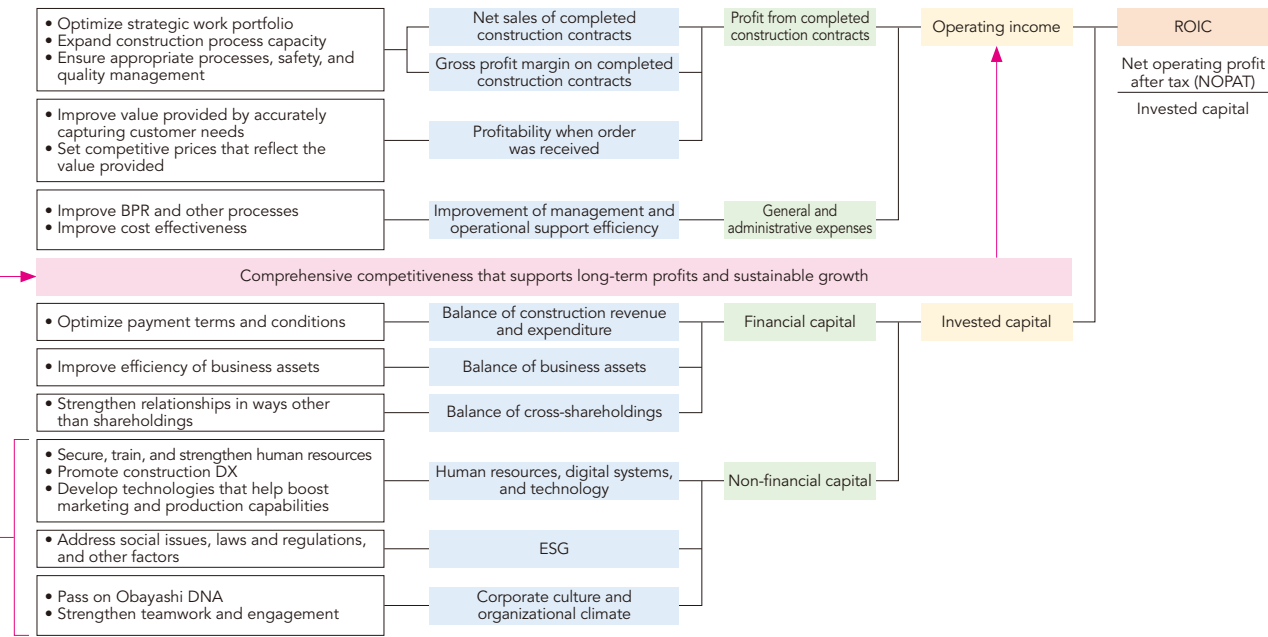 • Optimize strategic work portfolio
• Expand construction process capacity
• Ensure appropriate processes, safety, and
quality management
Net sales of completed
construction contracts
Gross profit margin on completed
construction contracts
Profit from completed
construction contracts
Operating income
ROIC
Net operating profit
after tax (NOPAT)
Invested capital
• Improve value provided by accurately
capturing customer needs
• Set competitive prices that reflect the
value provided
Profitability when order
was received
• Improve BPR and other processes
• Improve cost effectiveness
Improvement of management and
operational support efficiency
General and
administrative expenses
Comprehensive competitiveness that supports long-term profits and sustainable growth
• Optimize payment terms and conditions
Balance of construction revenue
and expenditure
Financial capital
Invested capital
• Improve efficiency of business assets
Balance of business assets
• Strengthen relationships in ways other
than shareholdings
Balance of cross-shareholdings
• Secure, train, and strengthen human resources
• Promote construction DX
• Develop technologies that help boost
marketing and production capabilities
Human resources, digital systems,
and technology
Non-financial capital
• Address social issues, laws and regulations,
and other factors
ESG
• Pass on Obayashi DNA
• Strengthen teamwork and engagement
Corporate culture and
organizational climate